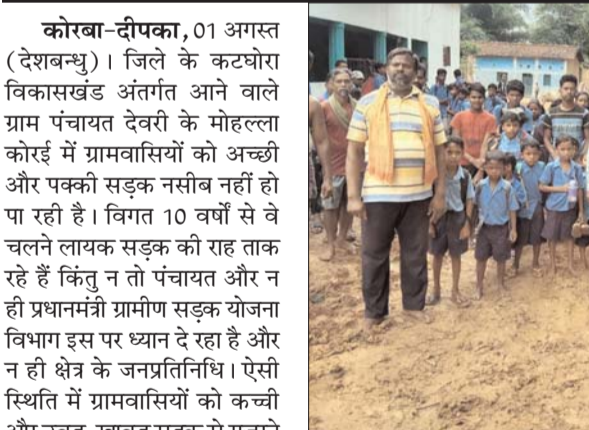 कोरबा-दीपका, 01 अगस्त
(देशबन्धु)। जिले के कटघोरा
विकासखंड अंतर्गत आने वाले
ग्राम पंचायत देवरी के मोहल्ला
कोरई में ग्रामवासियों को अच्छी
और पक्की सड़क नसीब नहीं हो
पा रही है। विगत 10 वर्षों से वे
चलने लायक सड़क की राह ताक
रहे हैं किंतु न तो पंचायत और न
ही प्रधानमंत्री ग्रामीण सड़क योजना
विभाग इस पर ध्यान दे रहा है और
न ही क्षेत्र के जनप्रतिनिधि। ऐसी
स्थिति में ग्रामवासियों को कच्ची